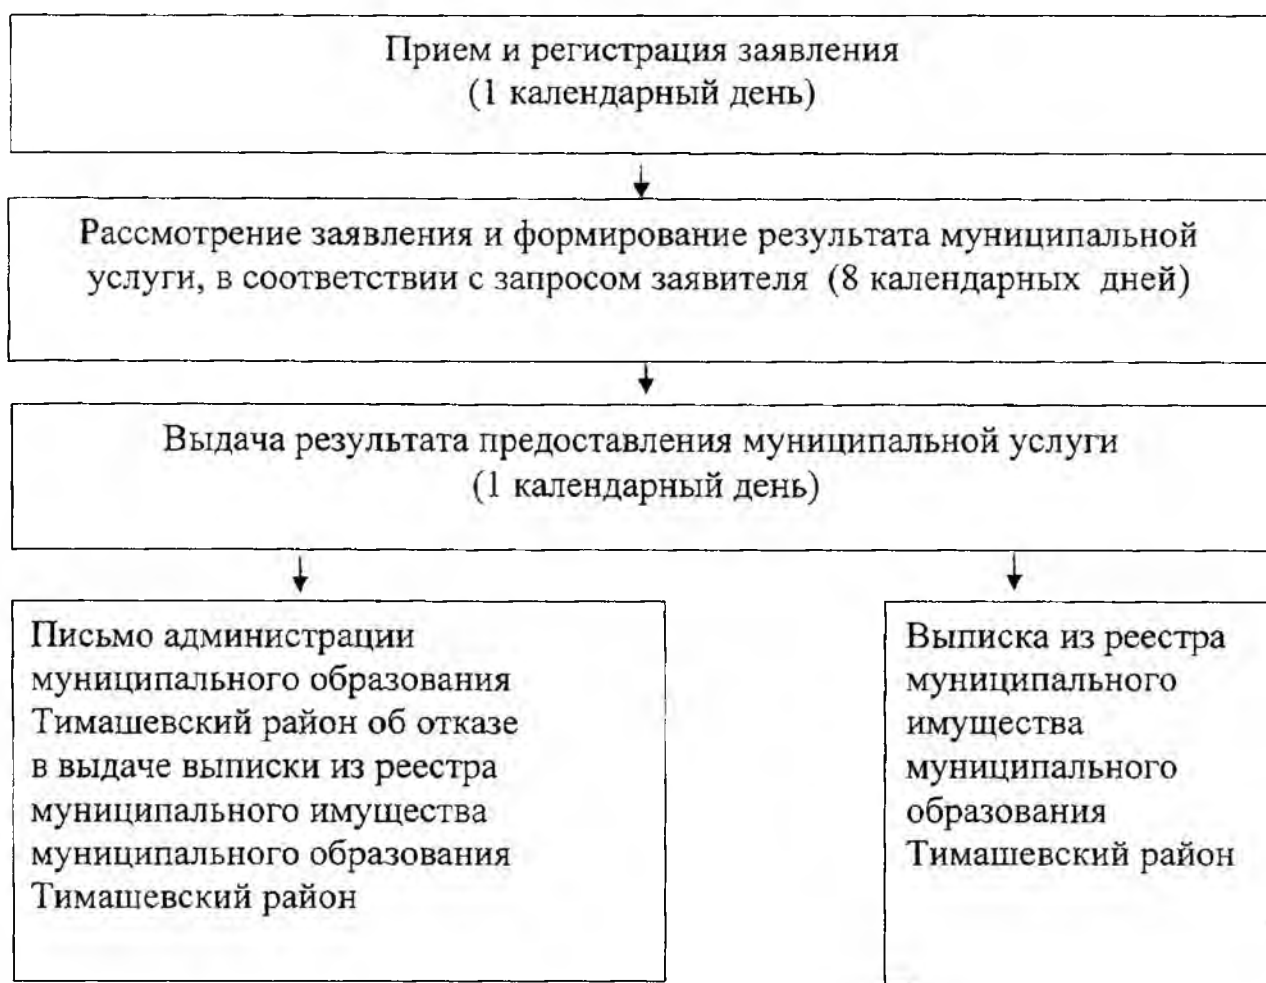 Прием и регистрация заявления
(1 календарный день)
Рассмотрение заявления и формирование результата муниципальной
услуги, в соответствии с запросом заявителя (8 календарных дней)
Выдача результата предоставления муниципальной услуги
(1 календарный день)
Письмо администрации
муниципального образования
Тимашевский район об отказе
в выдаче выписки из реестра
муниципального имущества
муниципального образования
Тимашевский район
Выписка из реестра
муниципального
имущества
муниципального
образования
Тимашевский район